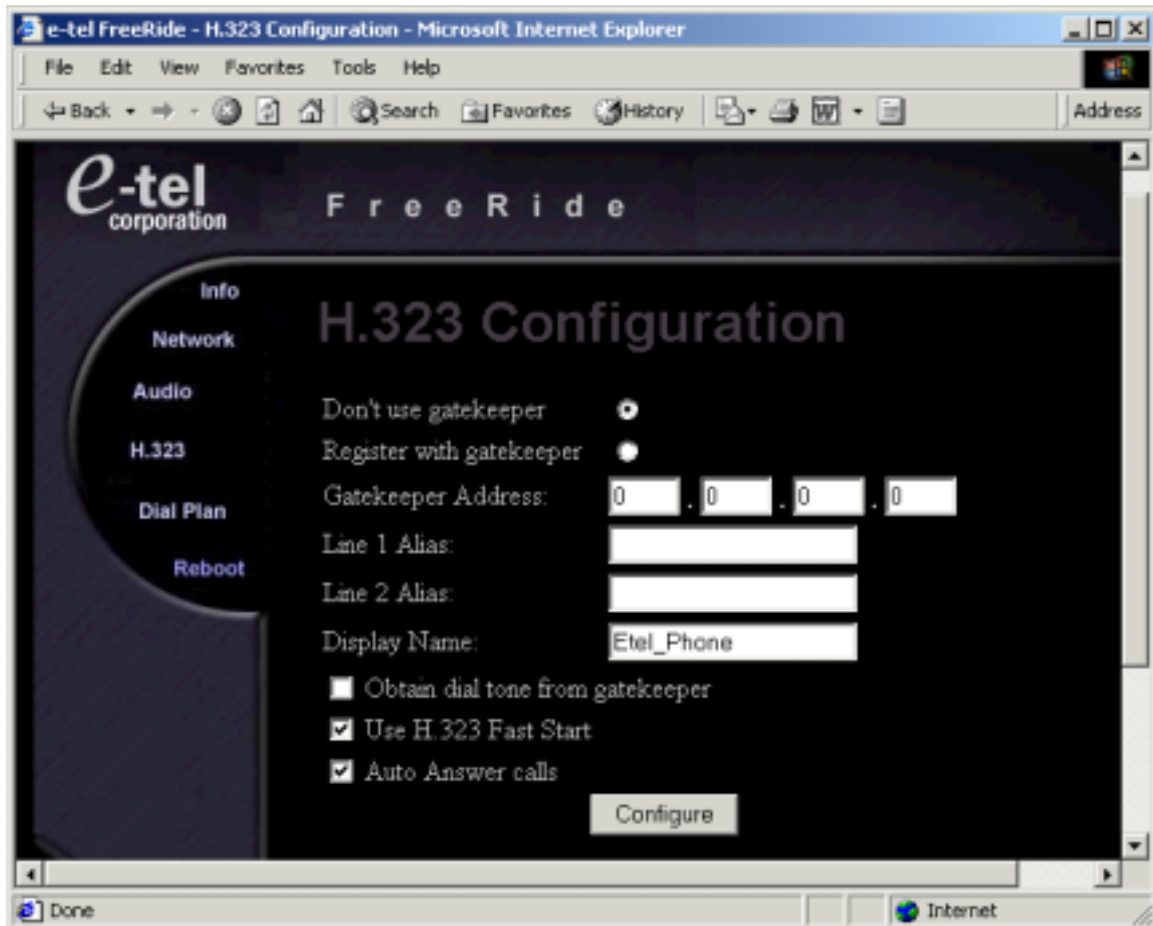 e-tel FreeRide - H.323 Configuration - Microsoft Internet Explorer
File Edit View Favorites Tools Help
Back Search Favorites History Address
e-tel
corporation
FreeRide
Info
Network
Audio
H.323
Dial Plan
Reboot
H.323 Configuration
Don't use gatekeeper
Register with gatekeeper
Gatekeeper Address: 0 . 0 . 0 . 0
Line 1 Alias:
Line 2 Alias:
Display Name: Etel_Phone
Obtain dial tone from gatekeeper
Use H.323 Fast Start
Auto Answer calls
Configure
Done Internet